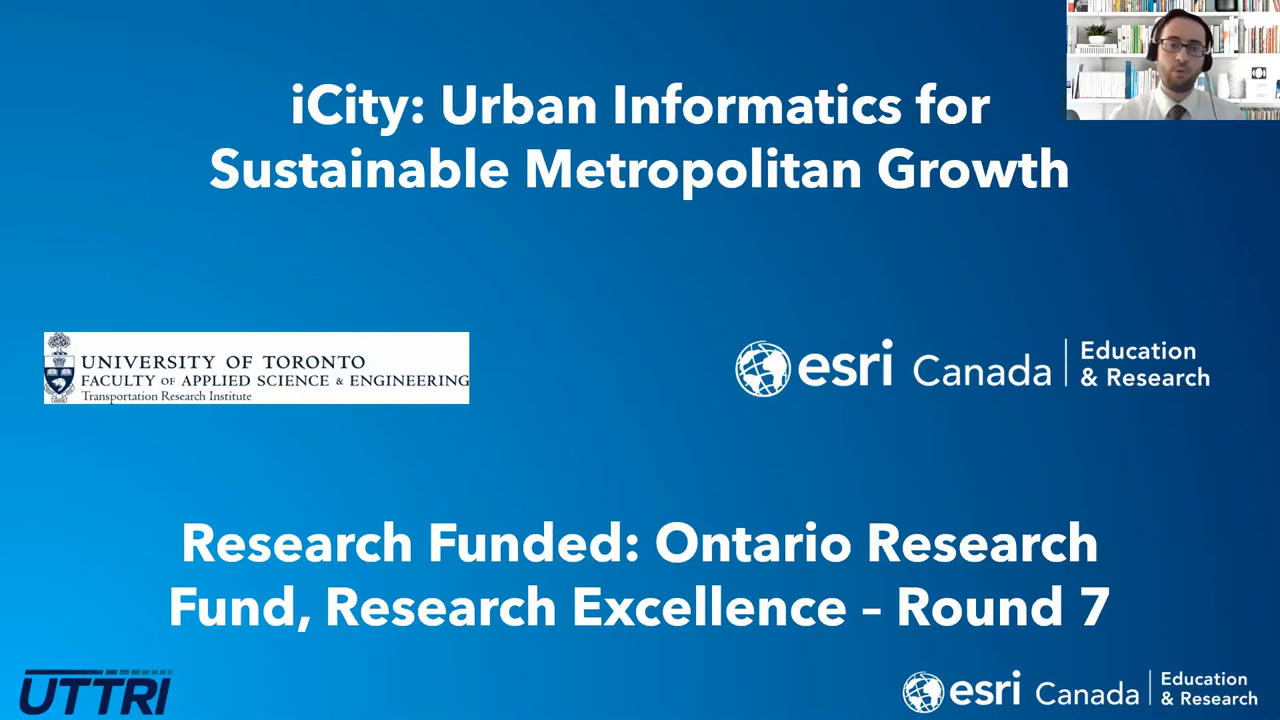 iCity: Urban Informatics for
Sustainable Metropolitan Growth
UNIVERSITY OF TORONTO
FACULTY OF APPLIED SCIENCE & ENGINEERING
Transportation Research Institute
esri Canada
Education
& Research
Research Funded: Ontario Research
Fund, Research Excellence – Round 7
UTTRI
esri Canada
Education
& Research